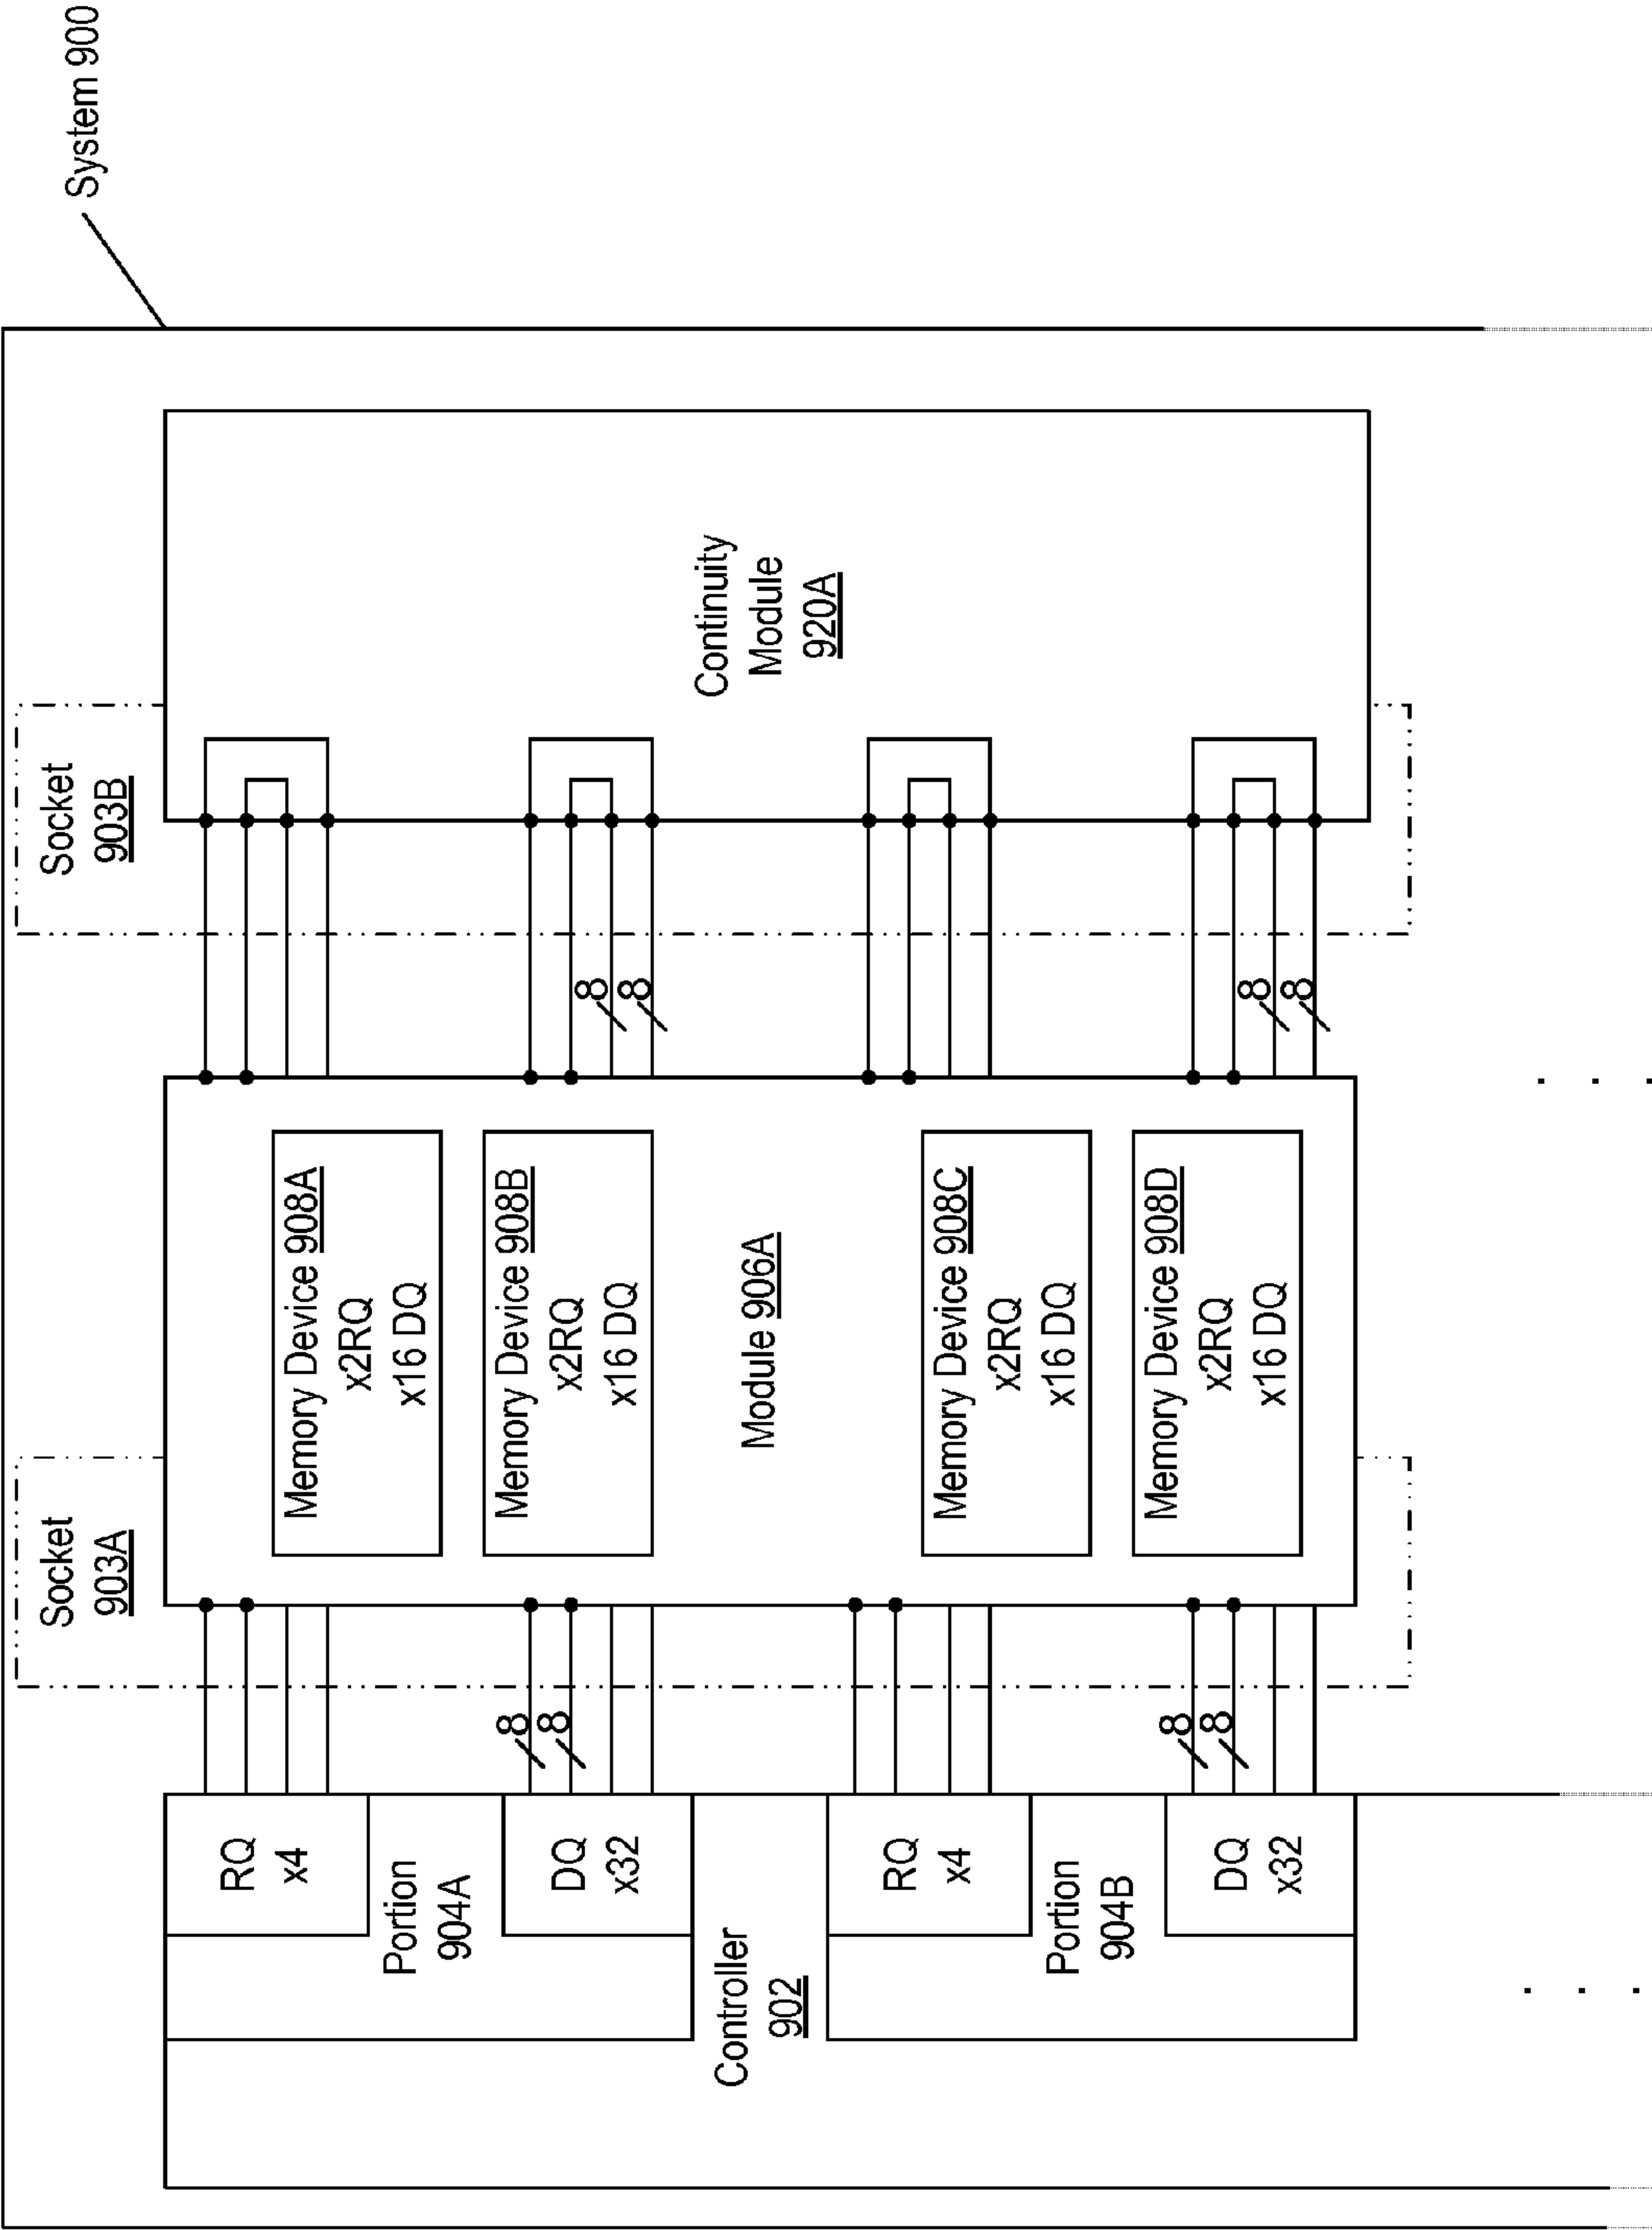 System 900
Socket
903A
Socket
903B
RQ
x4
Portion
904A
DQ
x32
Controller
902
RQ
x4
Portion
904B
DQ
x32
8
8
8
8
Memory Device 908A
x2RQ
x16 DQ
Memory Device 908B
x2RQ
x16 DQ
Module 906A
Memory Device 908C
x2RQ
x16 DQ
Memory Device 908D
x2RQ
x16 DQ
8
8
8
8
Continuity
Module
920A